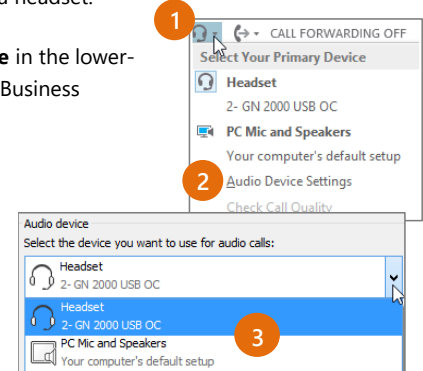 headset.
1
CALL FORWARDING OFF
e in the lower-
Business
Select Your Primary Device
Headset
2- GN 2000 USB OC
PC Mic and Speakers
Your computer's default setup
2
Audio Device Settings
Check Call Quality
Audio device
Select the device you want to use for audio calls:
Headset
2- GN 2000 USB OC
Headset
2- GN 2000 USB OC
3
PC Mic and Speakers
Your computer's default setup